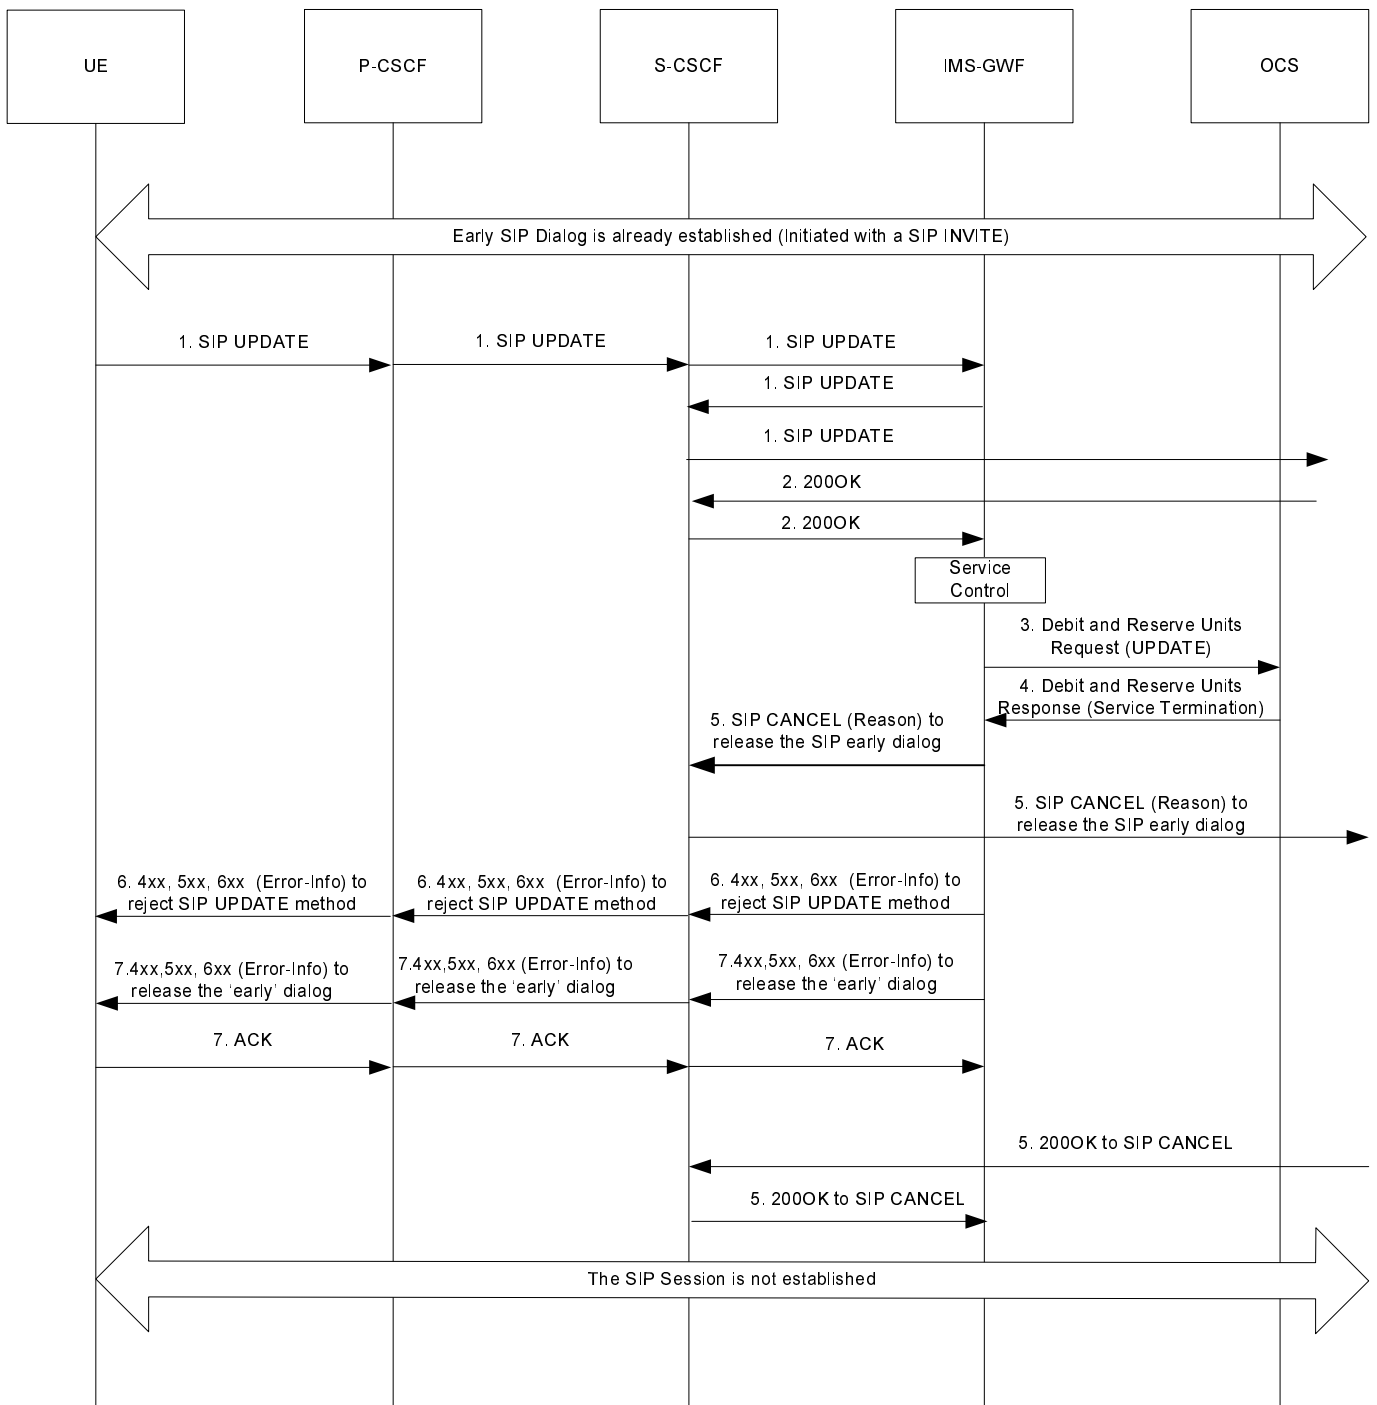 UE
P-CSCF
S-CSCF
IMS-GWF
OCS
Early SIP Dialog is already established (Initiated with a SIP INVITE)
1. SIP UPDATE
1. SIP UPDATE
1. SIP UPDATE
1. SIP UPDATE
1. SIP UPDATE
2. 200OK
2. 200OK
Service
Control
3. Debit and Reserve Units
Request (UPDATE)
4. Debit and Reserve Units
Response (Service Termination)
5. SIP CANCEL (Reason) to
release the SIP early dialog
5. SIP CANCEL (Reason) to
release the SIP early dialog
6. 4xx, 5xx, 6xx (Error-Info) to
reject SIP UPDATE method
6. 4xx, 5xx, 6xx (Error-Info) to
reject SIP UPDATE method
6. 4xx, 5xx, 6xx (Error-Info) to
reject SIP UPDATE method
7.4xx,5xx, 6xx (Error-Info) to
release the ‘early’ dialog
7.4xx,5xx, 6xx (Error-Info) to
release the ‘early’ dialog
7.4xx,5xx, 6xx (Error-Info) to
release the ‘early’ dialog
7. ACK
7. ACK
7. ACK
5. 200OK to SIP CANCEL
5. 200OK to SIP CANCEL
The SIP Session is not established